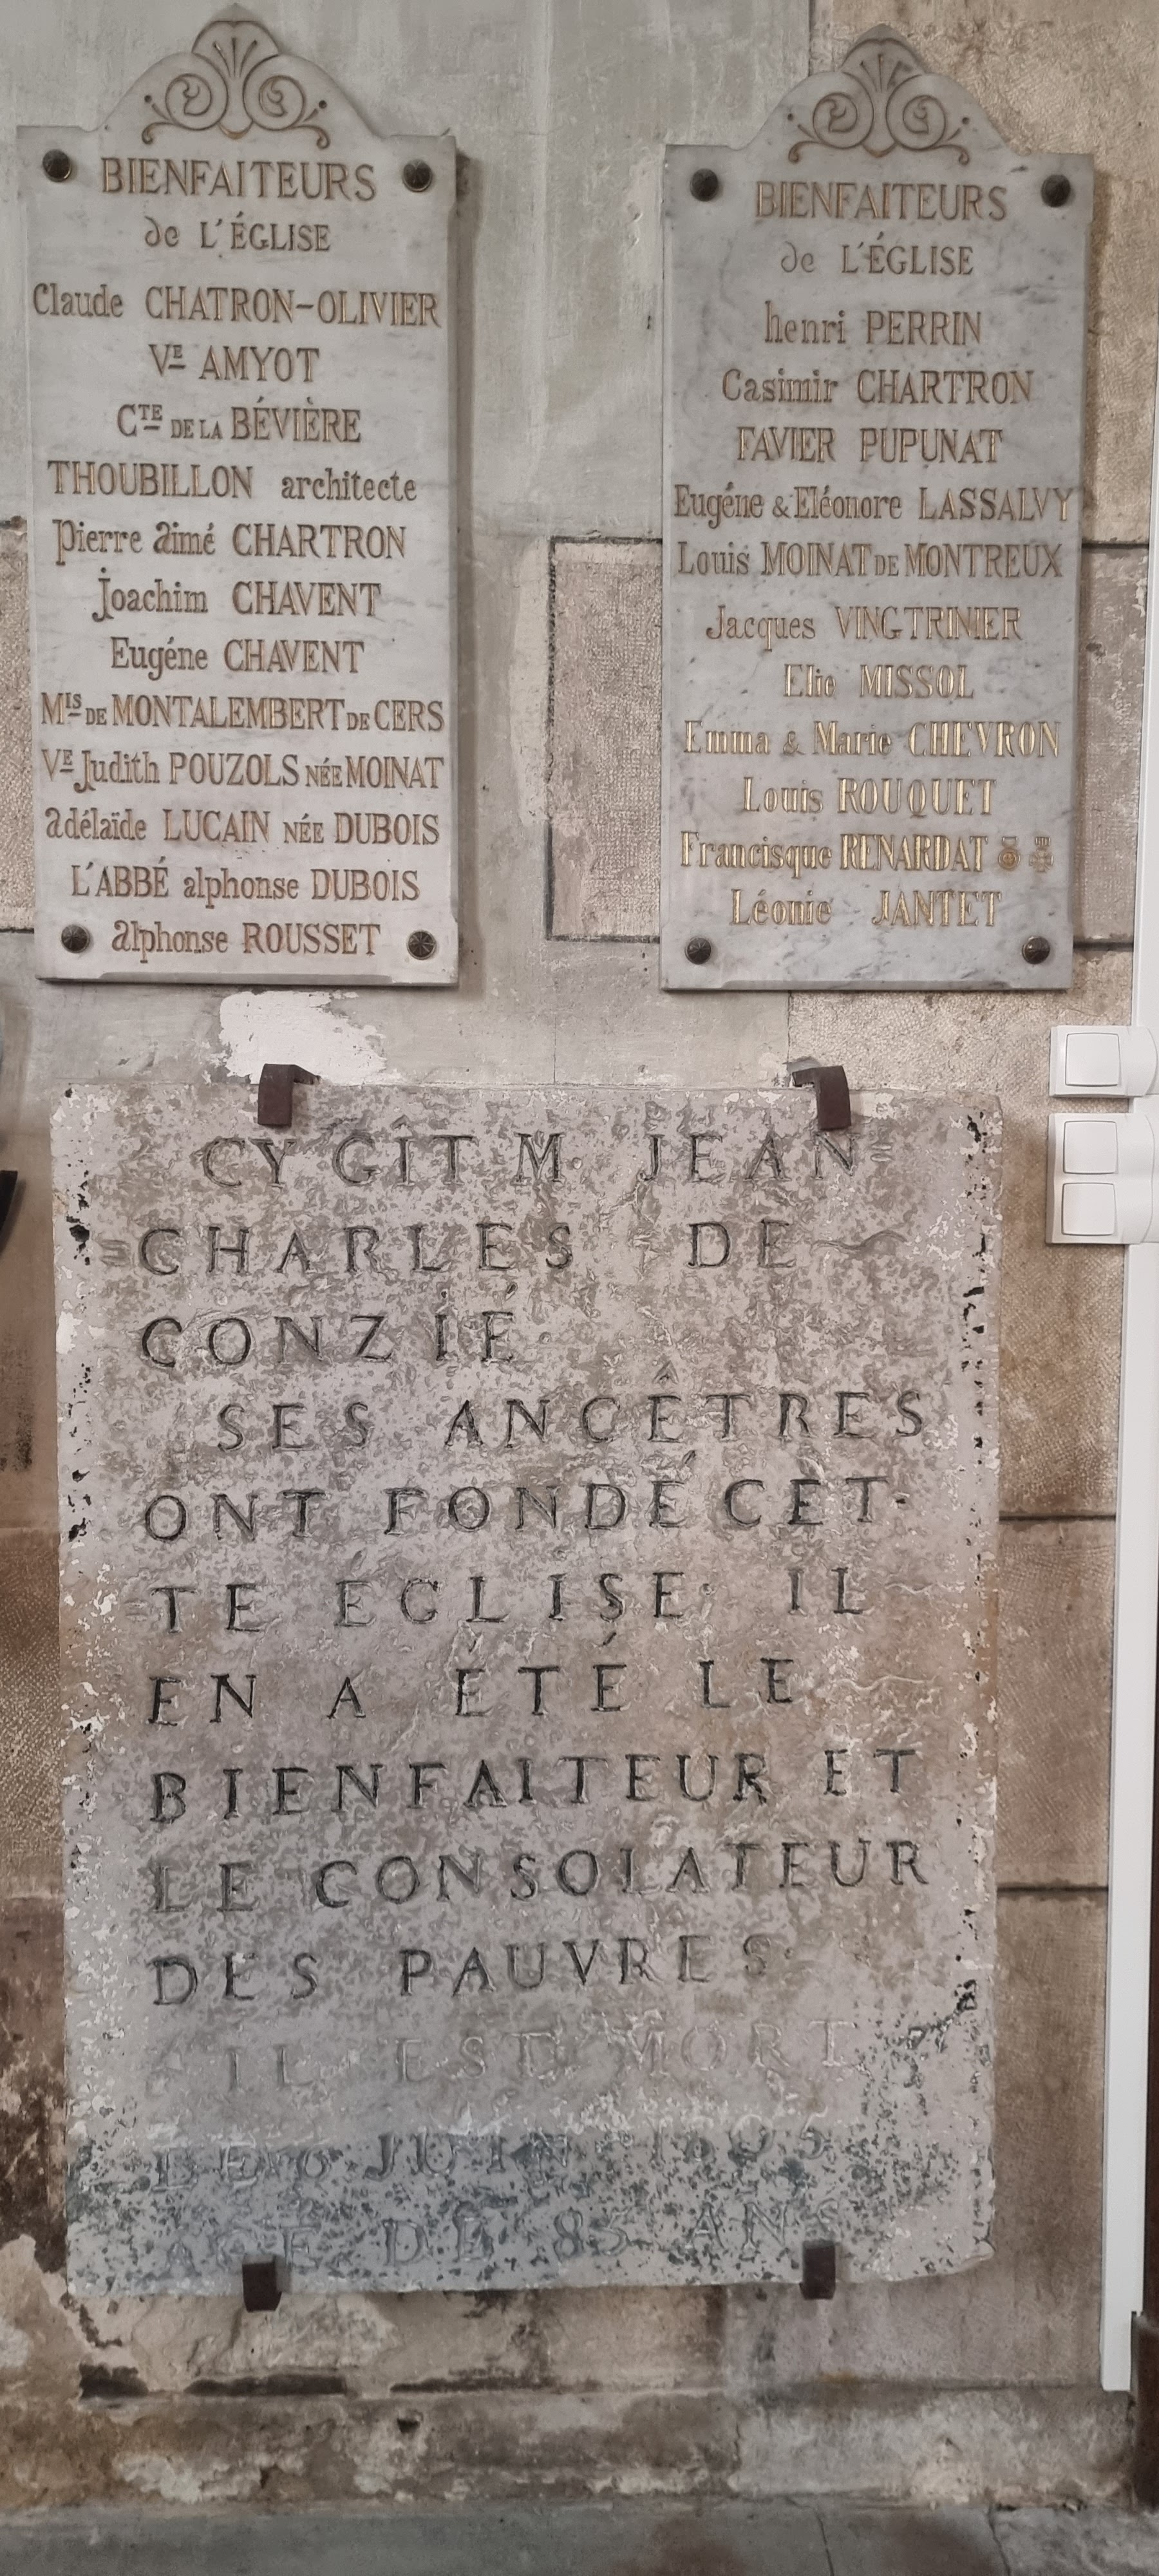 BIENFAITEURS
de L'ÉGLISE
Claude CHATRON-OLIVIER
VE AMYOT
CTE DE LA BÉVIÈRE
THOUBILLON architecte
pierre aimé CHARTRON
joachim CHAVENT
Eugéne CHAVENT
MIS DE MONTALEMBERT DE CERS
VE Judith POUZOLS NÉE MOINAT
adélaïde LUCAIN NÉE DUBOIS
L'ABBÉ alphonse DUBOIS
alphonse ROUSSET
BIENFAITEURS
de L'ÉGLISE
henri PERRIN
Casimir CHARTRON
FAVIER PUPUNAT
Eugéne & Eléonore LASSALVY
Louis MOINAT DE MONTREUX
Jacques VINGTRINIER
Elie MISSOL
Emma & Marie CHEVRON
Louis ROUQUET
Francisque RENARDAT
Léonie JANTET
CY GÎT M. JEAN
CHARLES DE
CONZIÉ
SES ANCÊTRES
ONT FONDÉ CET-
TE EGLISE IL
EN A ÉTÉ LE
BIENFAITEUR ET
LE CONSOLATEUR
DES PAUVRES
IL EST MORT
LE JUIN
AGE DE 85 ANS